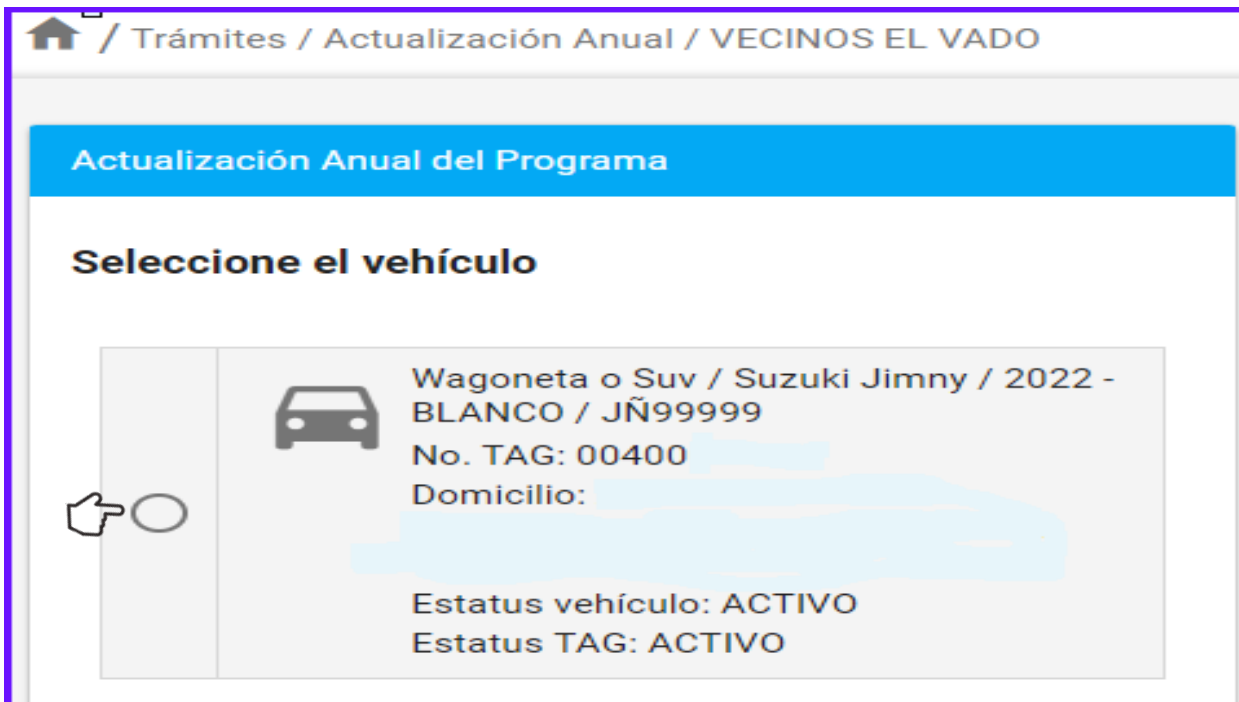 / Trámites / Actualización Anual / VECINOS EL VADO
Actualización Anual del Programa
Seleccione el vehículo
Wagoneta o Suv / Suzuki Jimny / 2022 -
BLANCO / JÑ99999
No. TAG: 00400
Domicilio:
Estatus vehículo: ACTIVO
Estatus TAG: ACTIVO